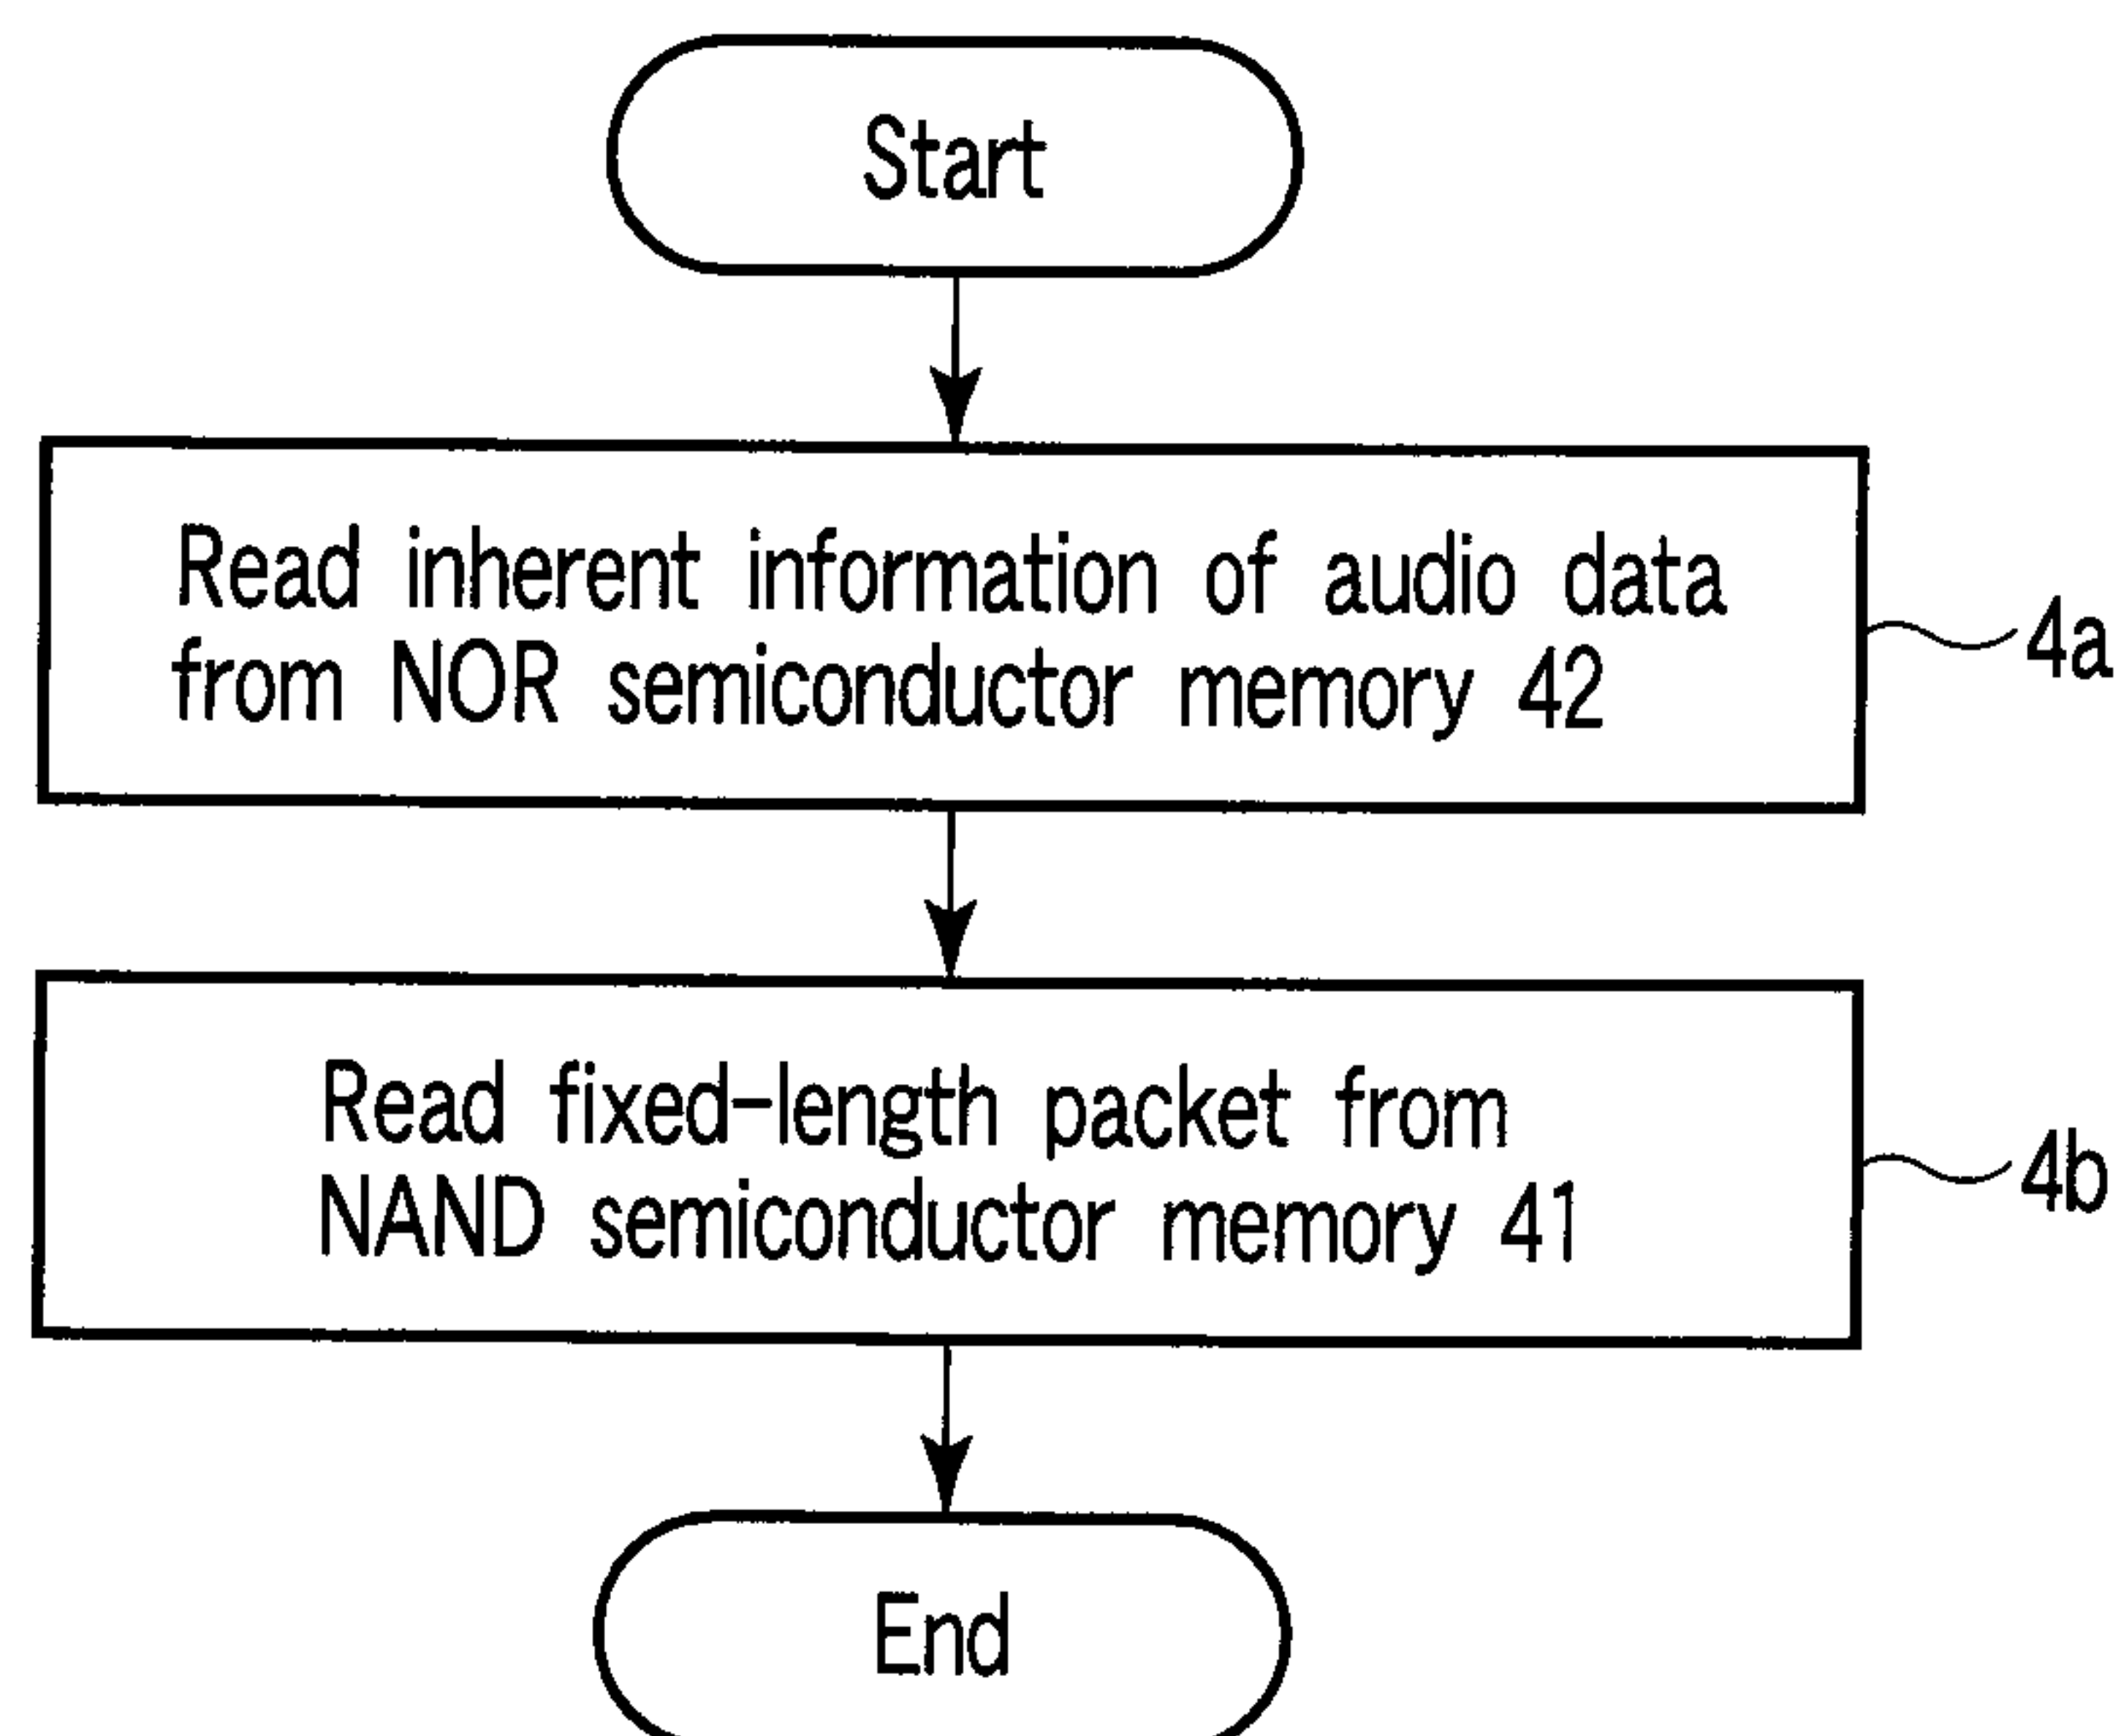 Start
Read inherent information of audio data
from NOR semiconductor memory 42
4a
Read fixed-length packet from
NAND semiconductor memory 41
4b
End